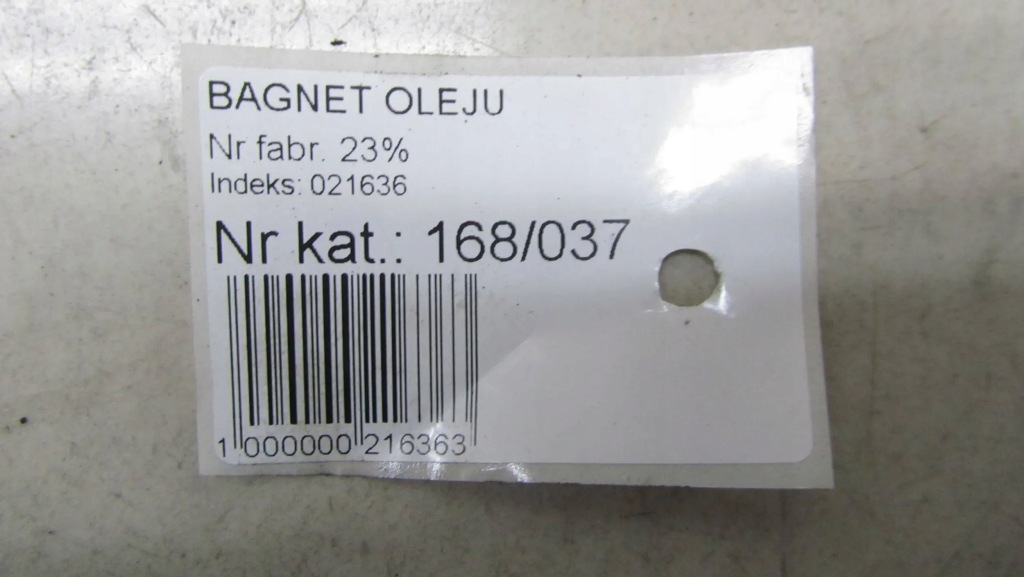 BAGNET OLEJU
Nr fabr. 23%
Indeks: 021636
Nr kat.: 168/037
1 000000 216363